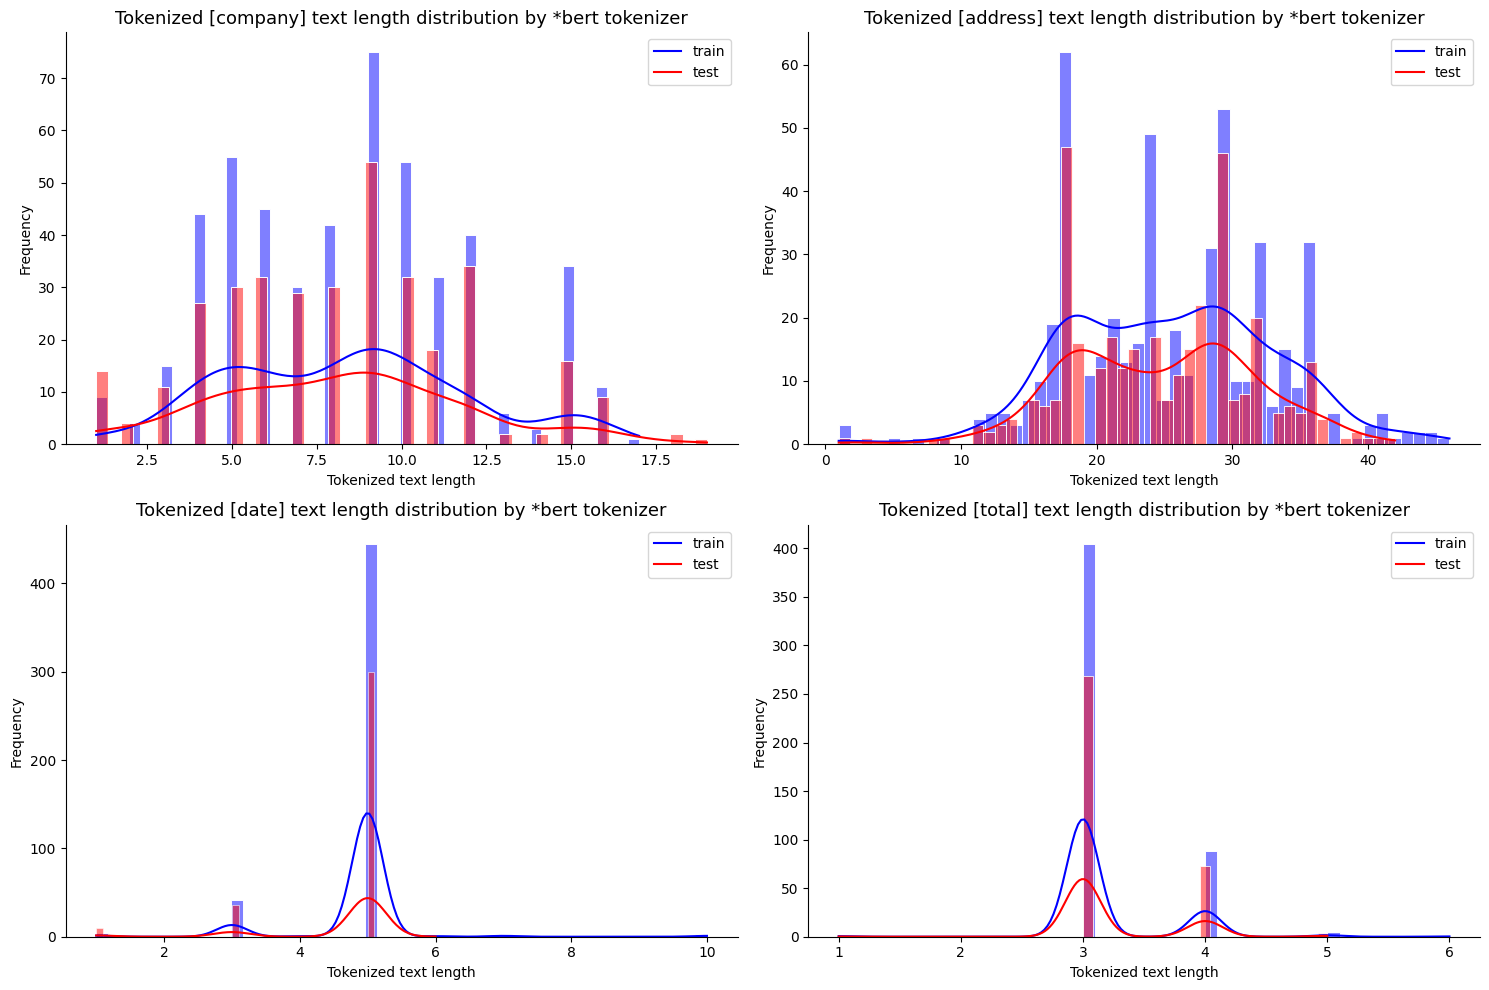 Tokenized [company] text length distribution by *bert tokenizer
train
test
70
60
50
40
30
20
10
0
Frequency
2.5 5.0 7.5 10.0 12.5 15.0 17.5
Tokenized text length
Tokenized [address] text length distribution by *bert tokenizer
train
test
60
50
40
30
20
10
0
Frequency
0 10 20 30 40
Tokenized text length
Tokenized [date] text length distribution by *bert tokenizer
train
test
400
300
200
100
0
Frequency
2 4 6 8 10
Tokenized text length
Tokenized [total] text length distribution by *bert tokenizer
train
test
400
350
300
250
200
150
100
50
0
Frequency
1 2 3 4 5 6
Tokenized text length